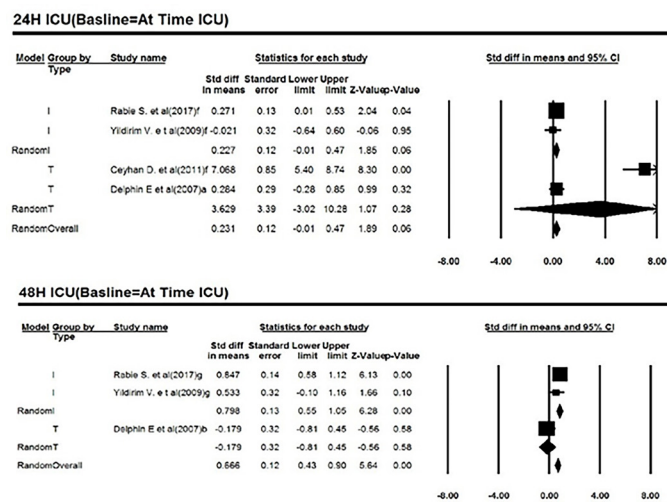 24H ICU(Basline=At Time ICU)
Model Group by Type Study name Statistics for each study Std diff in means and 95% CI
Std diff in means Standard error Lower limit Upper limit Z-Value p-Value
I Rabie S. et al(2017)f 0.271 0.13 0.01 0.53 2.04 0.04
I Yildirim V. e t al(2009)f -0.021 0.32 -0.64 0.60 -0.06 0.95
Random I 0.227 0.12 -0.01 0.47 1.85 0.06
T Ceyhan D. et al(2011)f 7.068 0.85 5.40 8.74 8.30 0.00
T Delphin E et al(2007)a 0.284 0.29 -0.28 0.85 0.99 0.32
Random T 3.629 3.39 -3.02 10.28 1.07 0.28
Random Overall 0.231 0.12 -0.01 0.47 1.89 0.06
-8.00 -4.00 0.00 4.00 8.00
48H ICU(Basline=At Time ICU)
Model Group by Type Study name Statistics for each study Std diff in means and 95% CI
Std diff in means Standard error Lower limit Upper limit Z-Value p-Value
I Rabie S. et al(2017)g 0.847 0.14 0.58 1.12 6.13 0.00
I Yildirim V. e t al(2009)g 0.533 0.32 -0.10 1.16 1.66 0.10
Random I 0.798 0.13 0.55 1.05 6.28 0.00
T Delphin E et al(2007)b -0.179 0.32 -0.81 0.45 -0.56 0.58
Random T -0.179 0.32 -0.81 0.45 -0.56 0.58
Random Overall 0.666 0.12 0.43 0.90 5.64 0.00
-8.00 -4.00 0.00 4.00 8.00